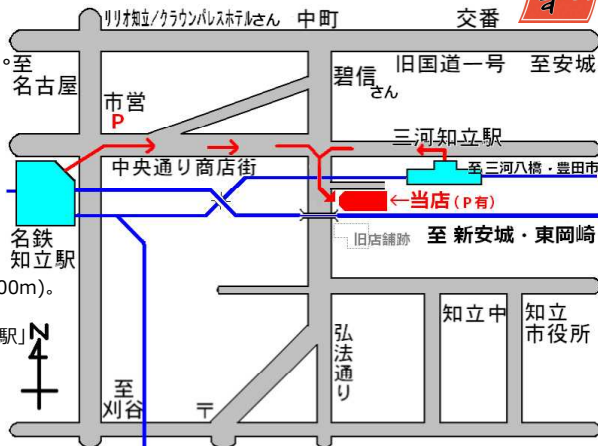 リリオ知立/クラウンパレスホテルさん
中町
交番
す
至
名古屋
市営
P
碧信
さん
旧国道一号
至安城
三河知立駅
中央通り商店街
至三河八橋・豊田市
←当店(P有)
名鉄
知立駅
旧店舗跡
至 新安城・東岡崎
00m)。
駅」
N
至
刈谷
〒
弘法通り
知立中
知立
市役所